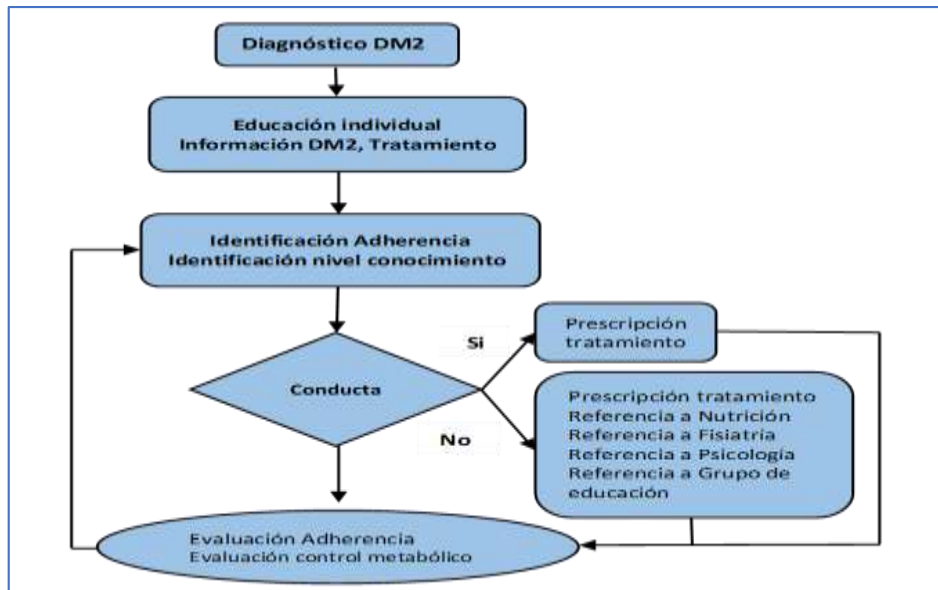 Diagnóstico DM2
Educación individual
Información DM2, Tratamiento
Identificación Adherencia
Identificación nivel conocimiento
Conducta
Si
Prescripción
tratamiento
No
Prescripción tratamiento
Referencia a Nutrición
Referencia a Fisiatría
Referencia a Psicología
Referencia a Grupo de
educación
Evaluación Adherencia
Evaluación control metabólico